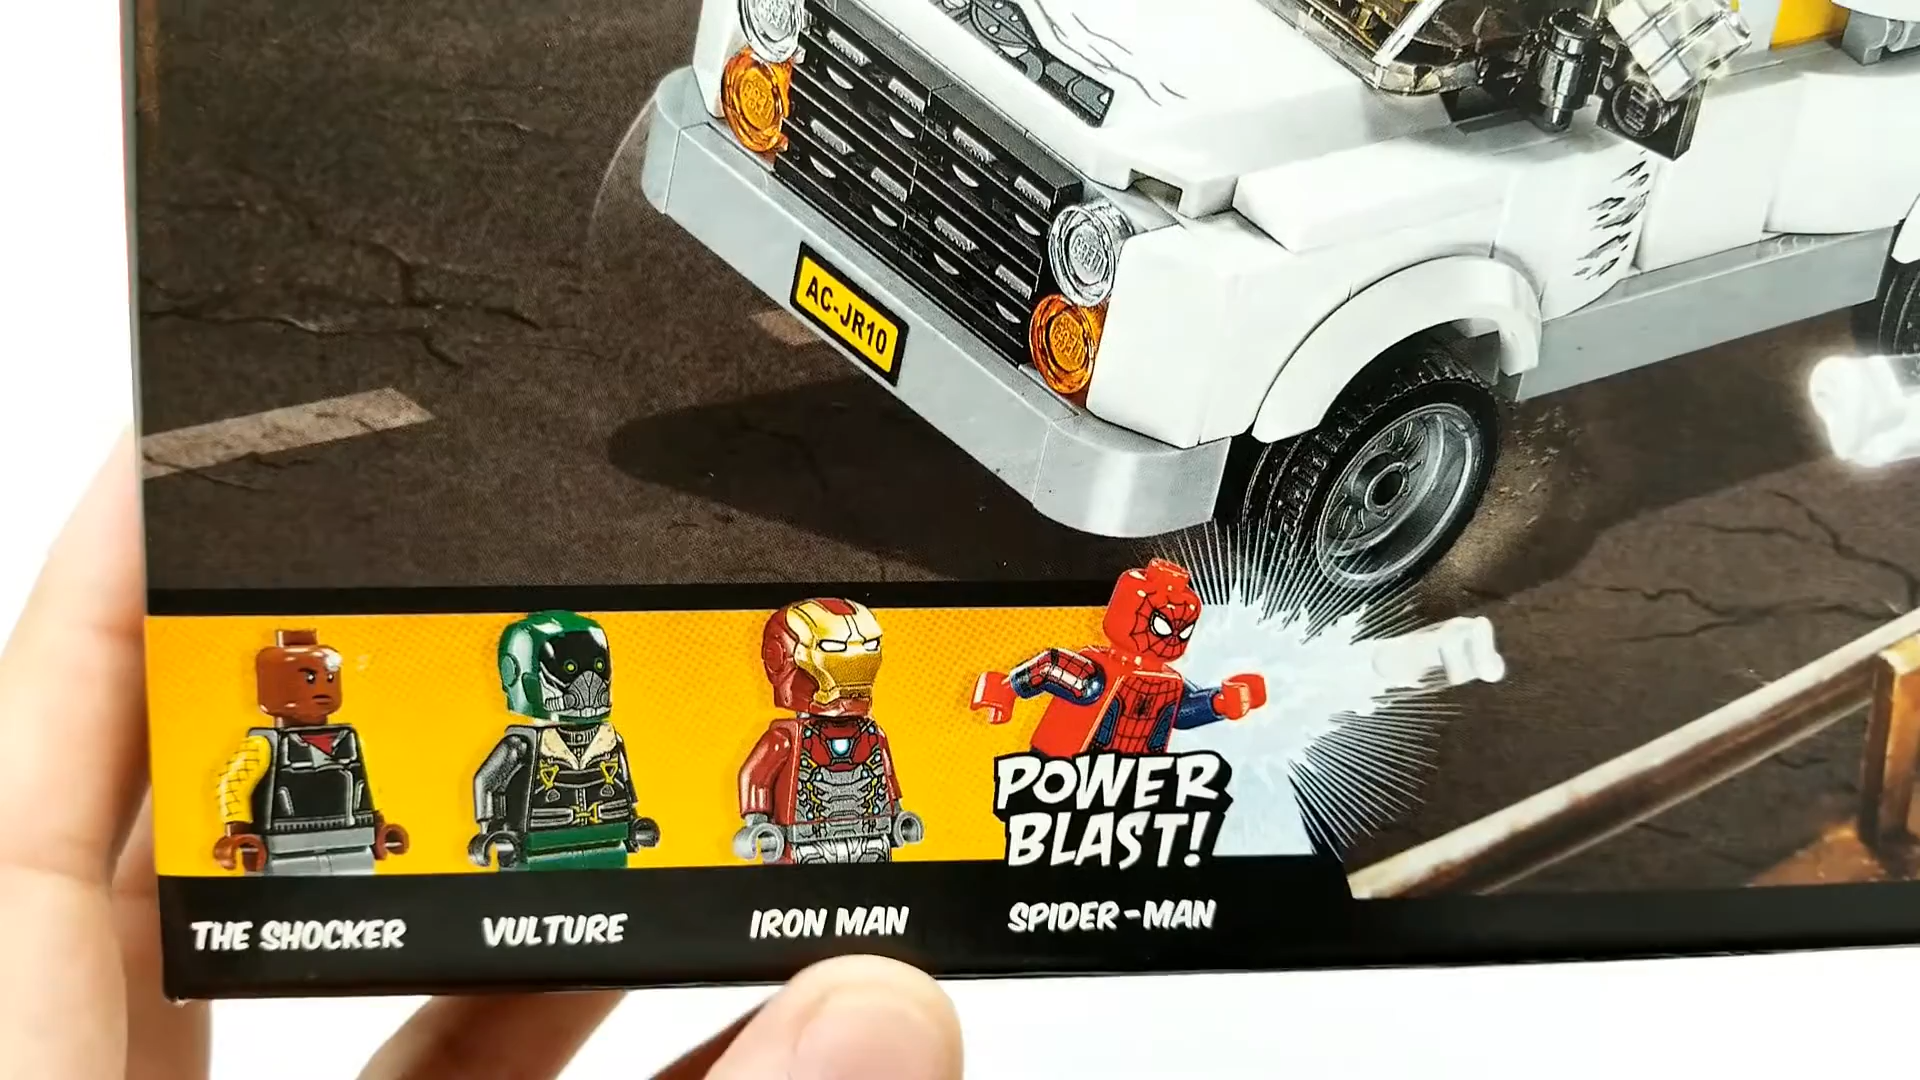 AC-JR10
POWER
BLAST!
THE SHOCKER
VULTURE
IRON MAN
SPIDER-MAN